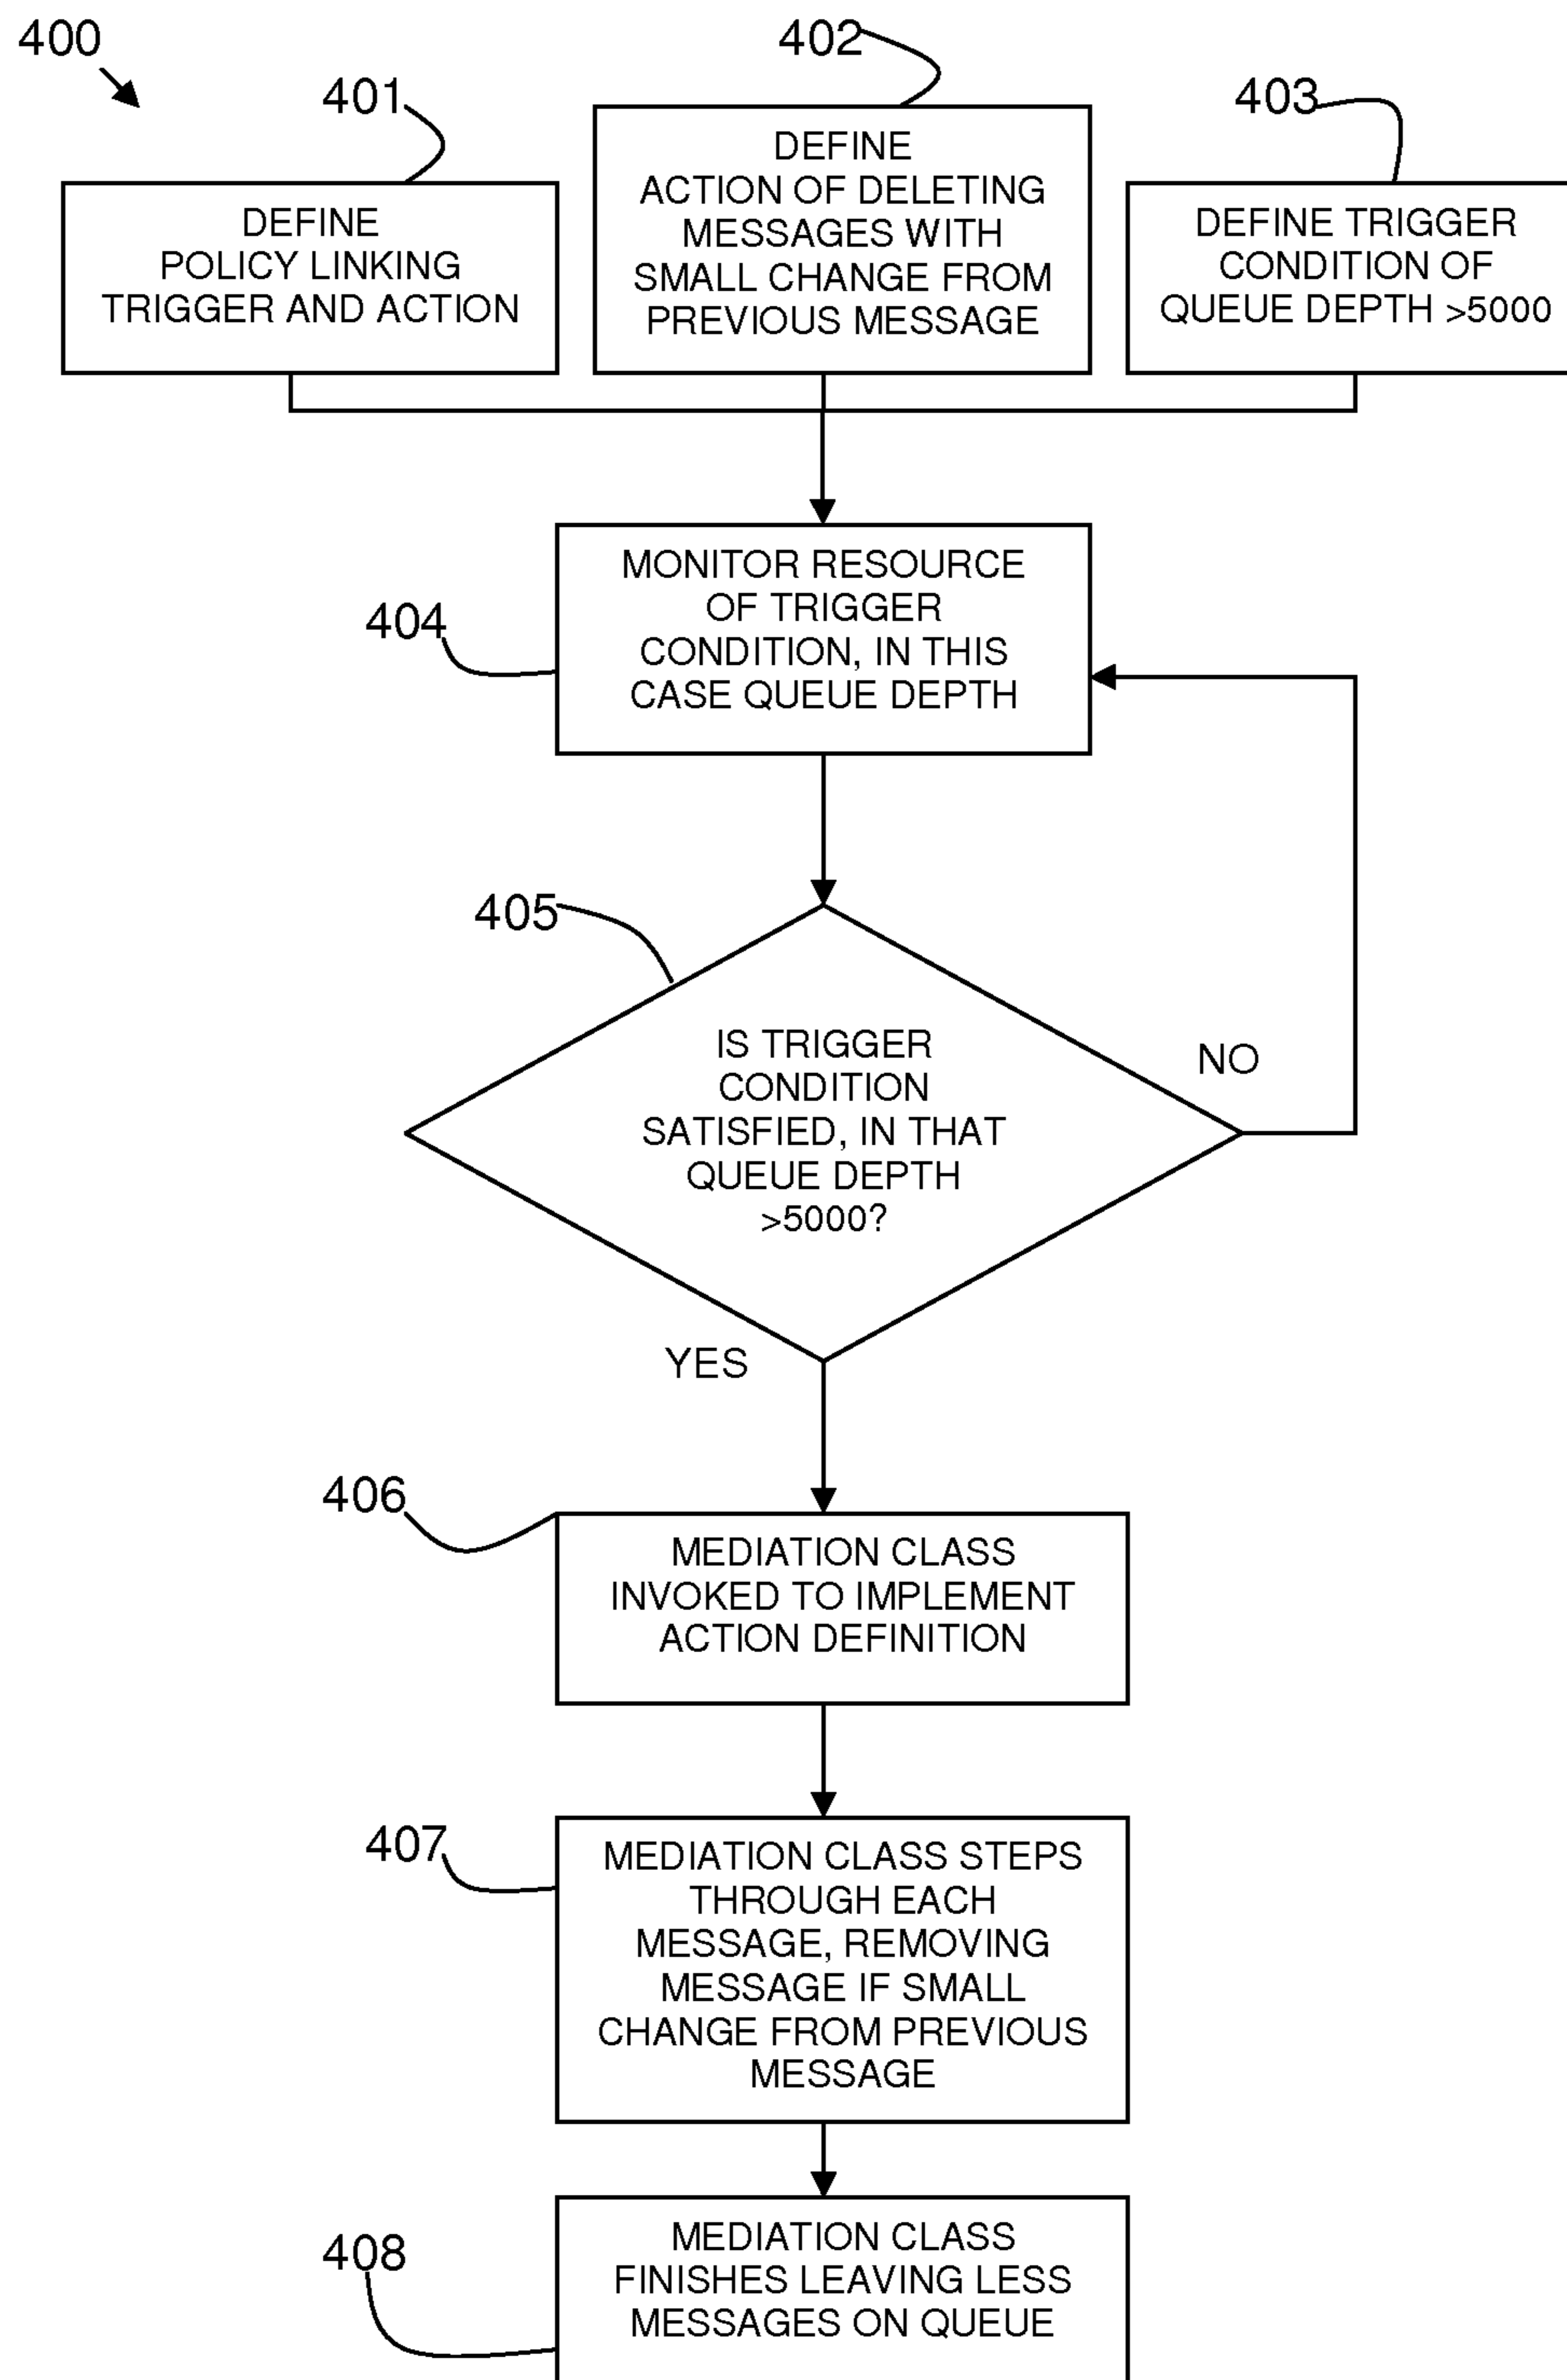 400
402
401
403
DEFINE
POLICY LINKING
TRIGGER AND ACTION
DEFINE
ACTION OF DELETING
MESSAGES WITH
SMALL CHANGE FROM
PREVIOUS MESSAGE
DEFINE TRIGGER
CONDITION OF
QUEUE DEPTH >5000
404
MONITOR RESOURCE
OF TRIGGER
CONDITION, IN THIS
CASE QUEUE DEPTH
405
IS TRIGGER
CONDITION
SATISFIED, IN THAT
QUEUE DEPTH
>5000?
NO
YES
406
MEDIATION CLASS
INVOKED TO IMPLEMENT
ACTION DEFINITION
407
MEDIATION CLASS STEPS
THROUGH EACH
MESSAGE, REMOVING
MESSAGE IF SMALL
CHANGE FROM PREVIOUS
MESSAGE
408
MEDIATION CLASS
FINISHES LEAVING LESS
MESSAGES ON QUEUE